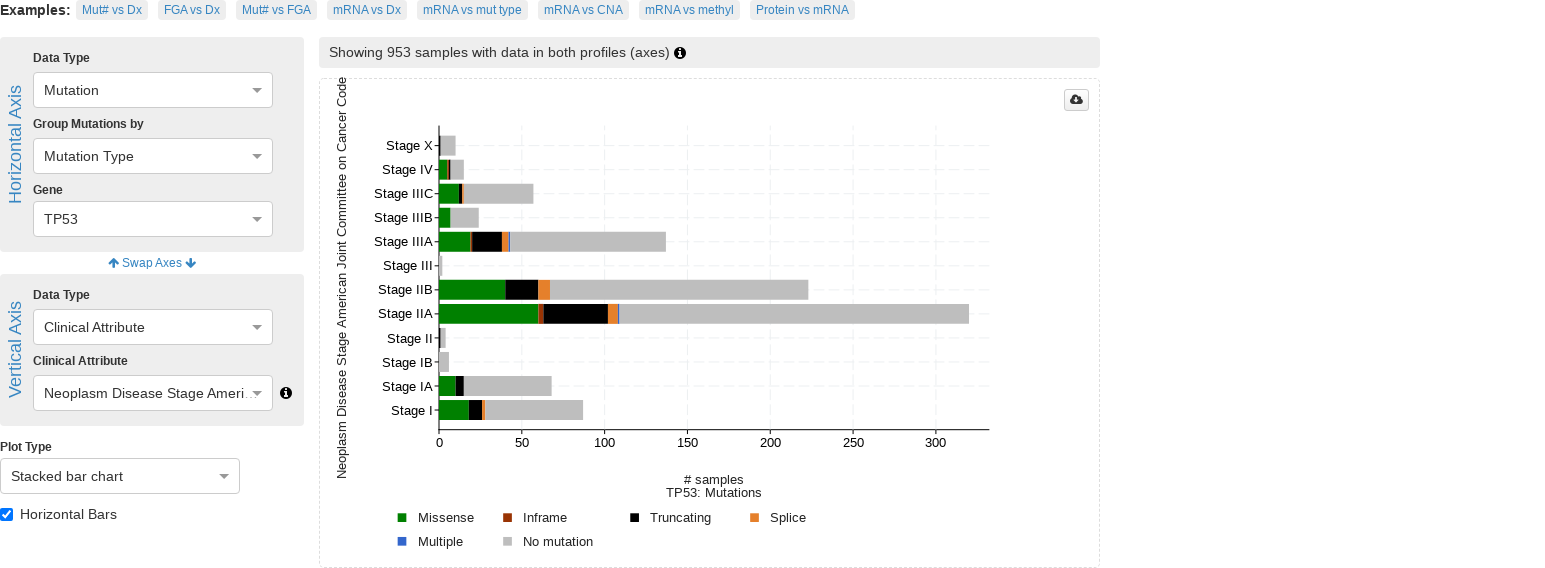 Examples: Mut# vs Dx FGA vs Dx Mut# vs FGA mRNA vs Dx mRNA vs mut type mRNA vs CNA mRNA vs methyl Protein vs mRNA
Horizontal Axis
Data Type
Mutation
Group Mutations by
Mutation Type
Gene
TP53
Swap Axes
Vertical Axis
Data Type
Clinical Attribute
Clinical Attribute
Neoplasm Disease Stage Ameri...
Plot Type
Stacked bar chart
Horizontal Bars
Showing 953 samples with data in both profiles (axes)
Neoplasm Disease Stage American Joint Committee on Cancer Code
Stage X
Stage IV
Stage IIIC
Stage IIIB
Stage IIIA
Stage III
Stage IIB
Stage IIA
Stage II
Stage IB
Stage IA
Stage I
0 50 100 150 200 250 300
# samples
TP53: Mutations
Missense Inframe Truncating Splice
Multiple No mutation